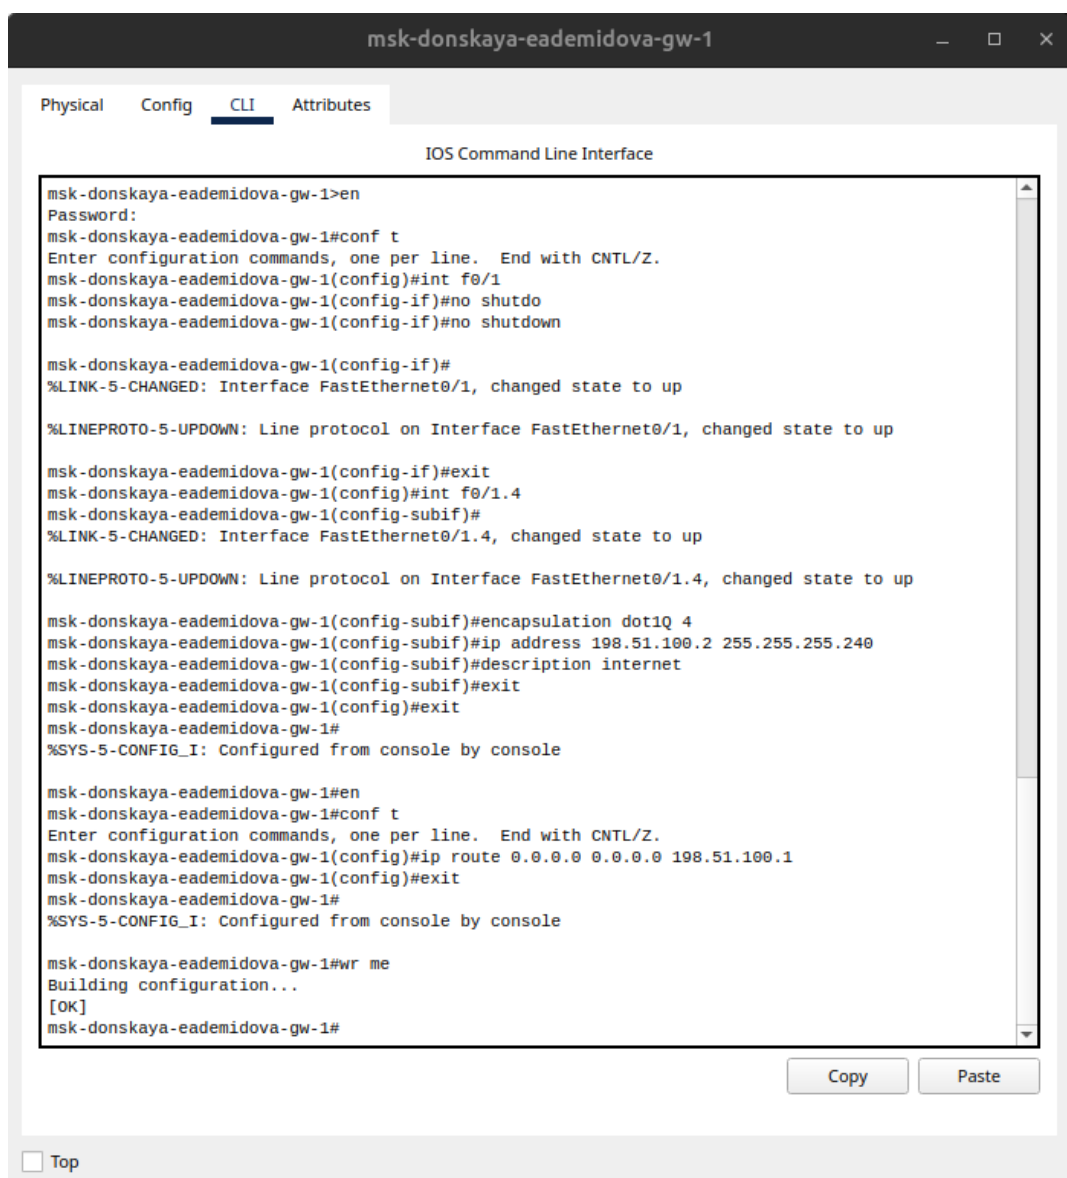 msk-donskaya-eademidova-gw-1
Physical Config CLI Attributes
IOS Command Line Interface
msk-donskaya-eademidova-gw-1>en
Password:
msk-donskaya-eademidova-gw-1#conf t
Enter configuration commands, one per line.  End with CNTL/Z.
msk-donskaya-eademidova-gw-1(config)#int f0/1
msk-donskaya-eademidova-gw-1(config-if)#no shutdo
msk-donskaya-eademidova-gw-1(config-if)#no shutdown
msk-donskaya-eademidova-gw-1(config-if)#
%LINK-5-CHANGED: Interface FastEthernet0/1, changed state to up
%LINEPROTO-5-UPDOWN: Line protocol on Interface FastEthernet0/1, changed state to up
msk-donskaya-eademidova-gw-1(config-if)#exit
msk-donskaya-eademidova-gw-1(config)#int f0/1.4
msk-donskaya-eademidova-gw-1(config-subif)#
%LINK-5-CHANGED: Interface FastEthernet0/1.4, changed state to up
%LINEPROTO-5-UPDOWN: Line protocol on Interface FastEthernet0/1.4, changed state to up
msk-donskaya-eademidova-gw-1(config-subif)#encapsulation dot1Q 4
msk-donskaya-eademidova-gw-1(config-subif)#ip address 198.51.100.2 255.255.255.240
msk-donskaya-eademidova-gw-1(config-subif)#description internet
msk-donskaya-eademidova-gw-1(config-subif)#exit
msk-donskaya-eademidova-gw-1(config)#exit
msk-donskaya-eademidova-gw-1#
%SYS-5-CONFIG_I: Configured from console by console
msk-donskaya-eademidova-gw-1#en
msk-donskaya-eademidova-gw-1#conf t
Enter configuration commands, one per line.  End with CNTL/Z.
msk-donskaya-eademidova-gw-1(config)#ip route 0.0.0.0 0.0.0.0 198.51.100.1
msk-donskaya-eademidova-gw-1(config)#exit
msk-donskaya-eademidova-gw-1#
%SYS-5-CONFIG_I: Configured from console by console
msk-donskaya-eademidova-gw-1#wr me
Building configuration...
[OK]
msk-donskaya-eademidova-gw-1#
Copy Paste
Top